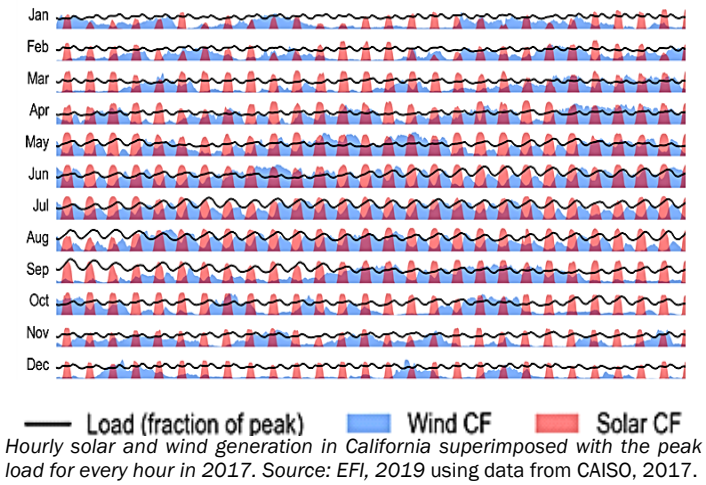 Jan
Feb
Mar
Apr
May
Jun
Jul
Aug
Sep
Oct
Nov
Dec
Load (fraction of peak) Wind CF Solar CF
Hourly solar and wind generation in California superimposed with the peak
load for every hour in 2017. Source: EFI, 2019 using data from CAISO, 2017.